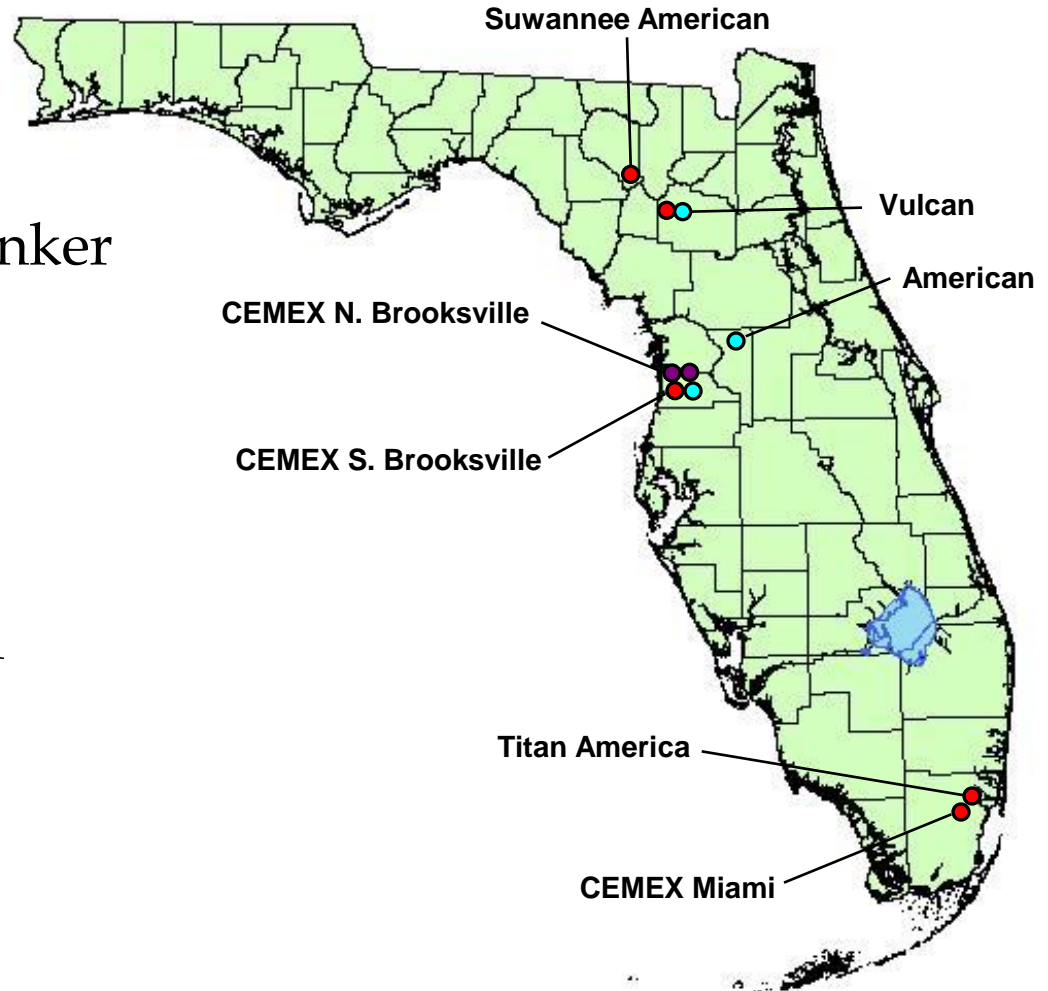 Suwannee American
Vulcan
nker
American
CEMEX N. Brooksville
CEMEX S. Brooksville
Titan America
CEMEX Miami